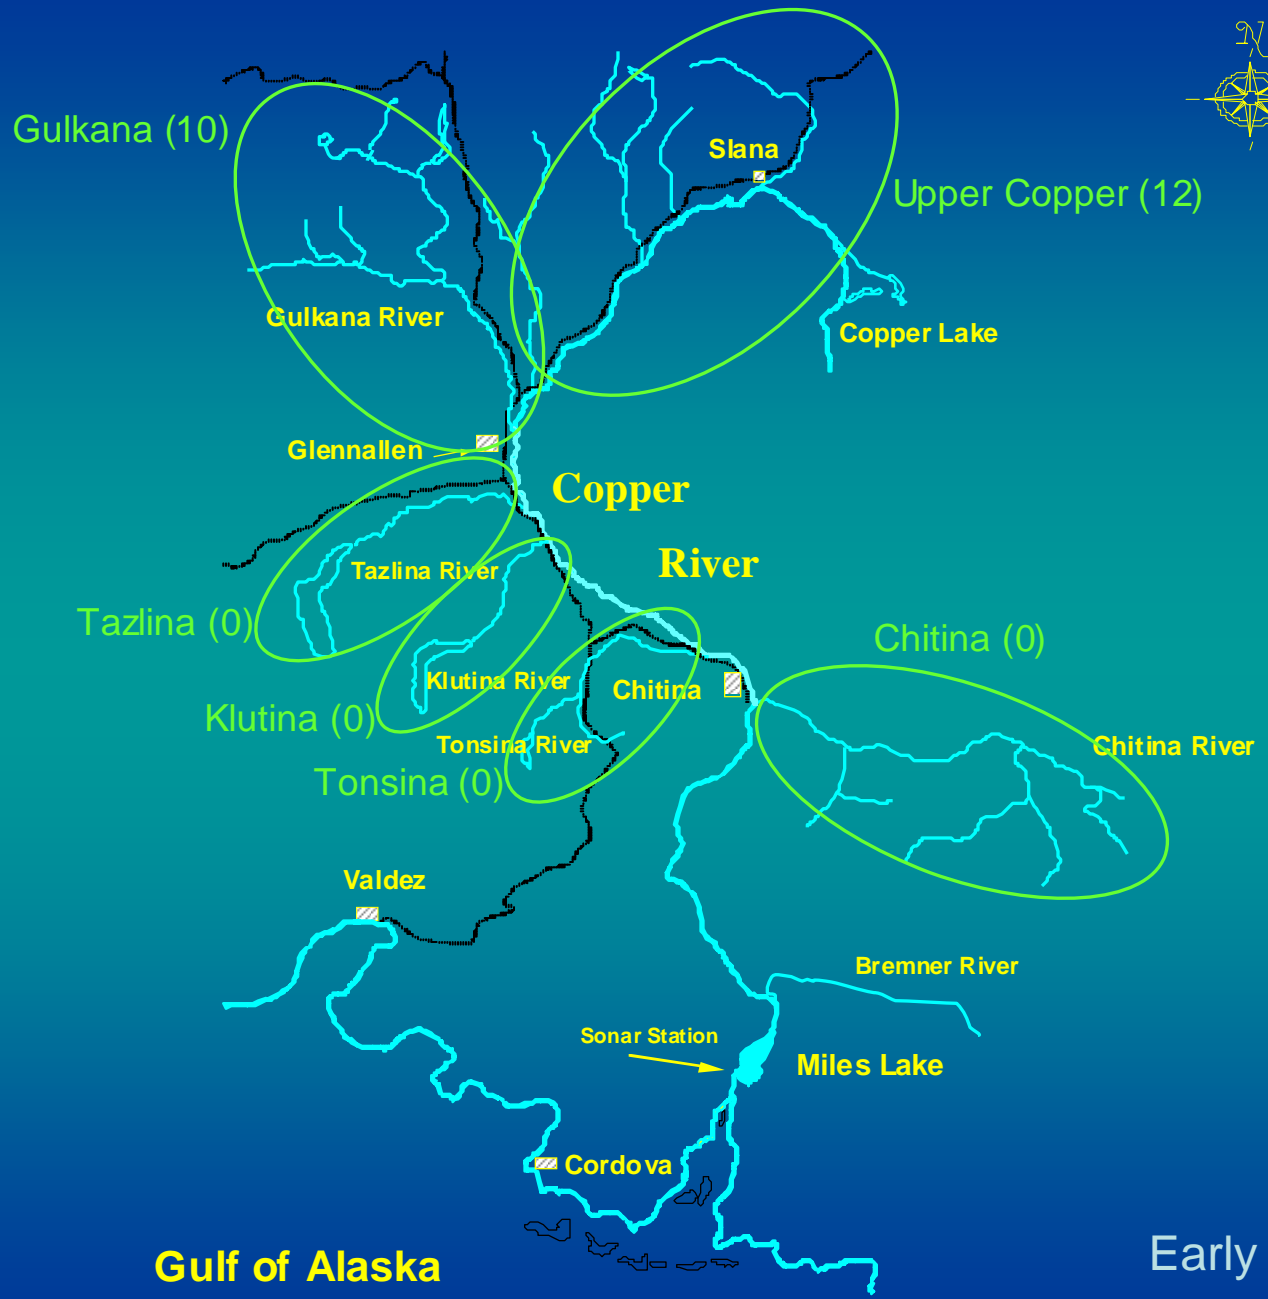 N
Gulkana (10)
Slana
Upper Copper (12)
Gulkana River
Copper Lake
Glennallen
Copper
River
Tazlina River
Tazlina (0)
Chitina (0)
Klutina River
Chitina
Klutina (0)
Tonsina River
Chitina River
Tonsina (0)
Valdez
Bremner River
Sonar Station
Miles Lake
Cordova
Early
Gulf of Alaska